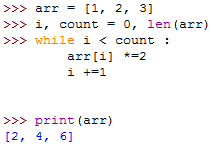 >>> arr = [1, 2, 3]
>>> i, count = 0, len(arr)
>>> while i < count :
        arr[i] *=2
        i +=1

>>> print(arr)
[2, 4, 6]